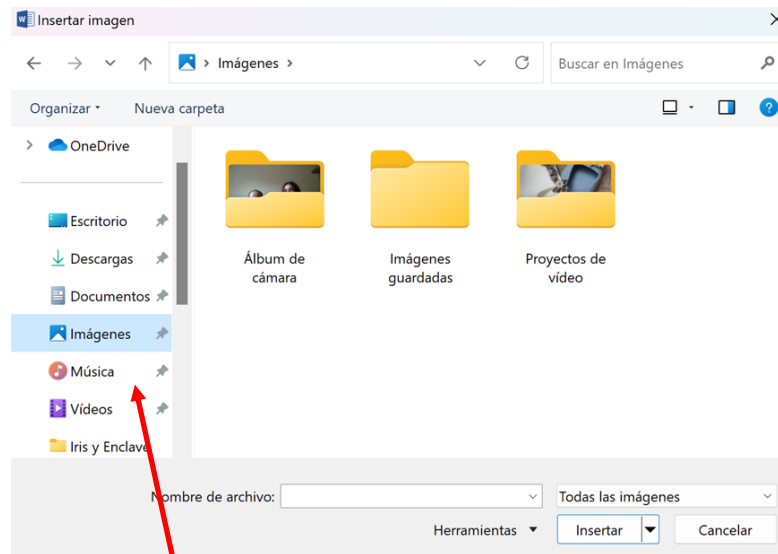 Insertar imagen
Imágenes
Buscar en Imágenes
Organizar
Nueva carpeta
OneDrive
Escritorio
Descargas
Documentos
Imágenes
Música
Vídeos
Iris y Enclave
Álbum de
cámara
Imágenes
guardadas
Proyectos de
vídeo
Nombre de archivo:
Todas las imágenes
Herramientas
Insertar
Cancelar